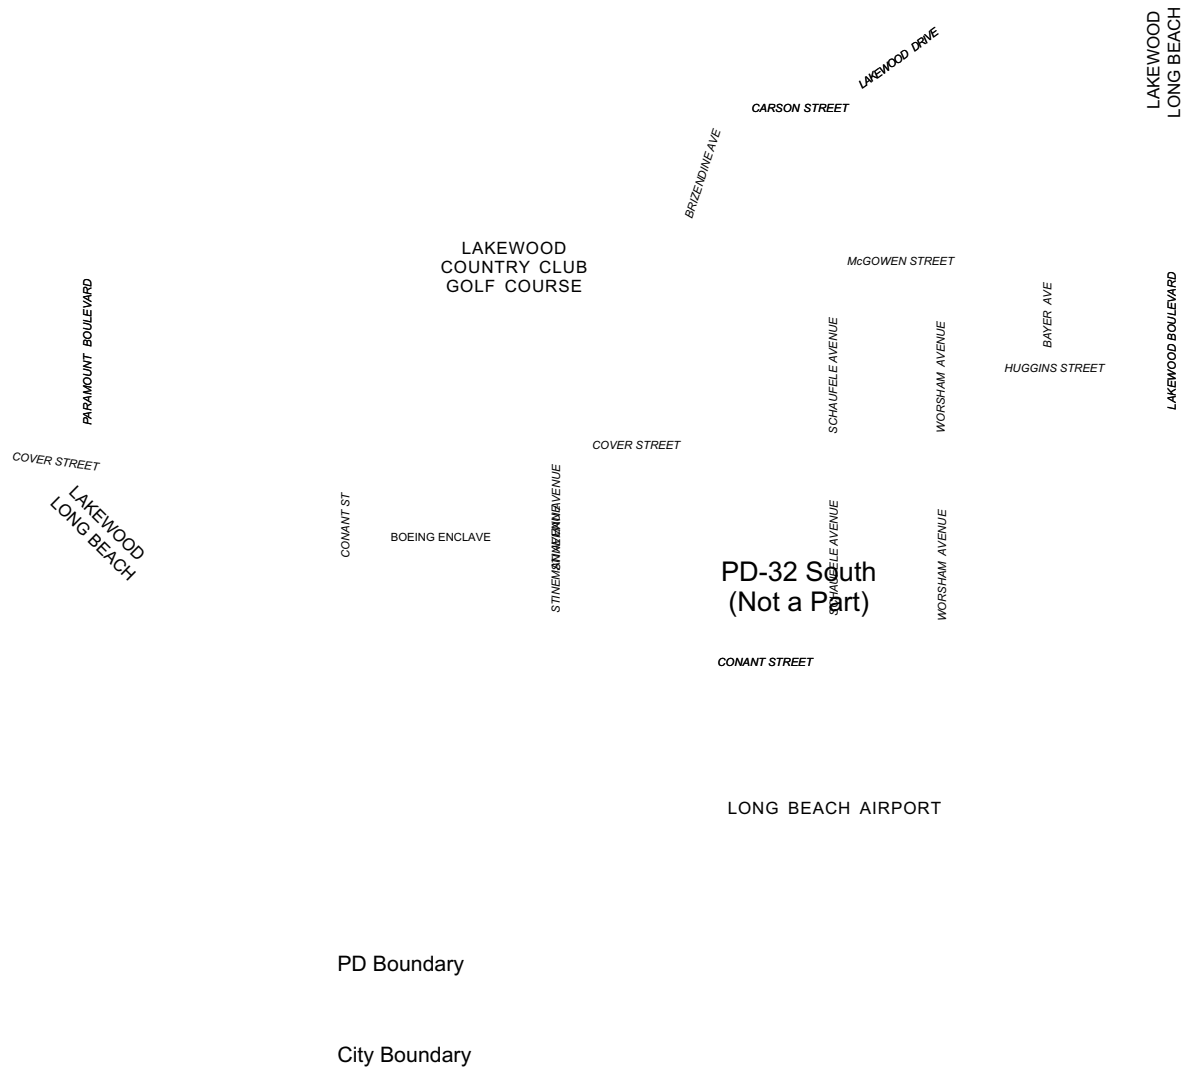 LAKEWOOD
LONG BEACH
LAKEWOOD DRIVE
CARSON STREET
BRIZENDINE AVE
LAKEWOOD
COUNTRY CLUB
GOLF COURSE
McGOWEN STREET
PARAMOUNT BOULEVARD
BAYER AVE
LAKEWOOD BOULEVARD
SCHAUFELE AVENUE
WORSHAM AVENUE
HUGGINS STREET
COVER STREET
COVER STREET
LAKEWOOD
LONG BEACH
CONANT ST
BOEING ENCLAVE
AVENUE
SCHAUFELE AVENUE
WORSHAM AVENUE
PD-32 South
(Not a Part)
CONANT STREET
LONG BEACH AIRPORT
PD Boundary
City Boundary